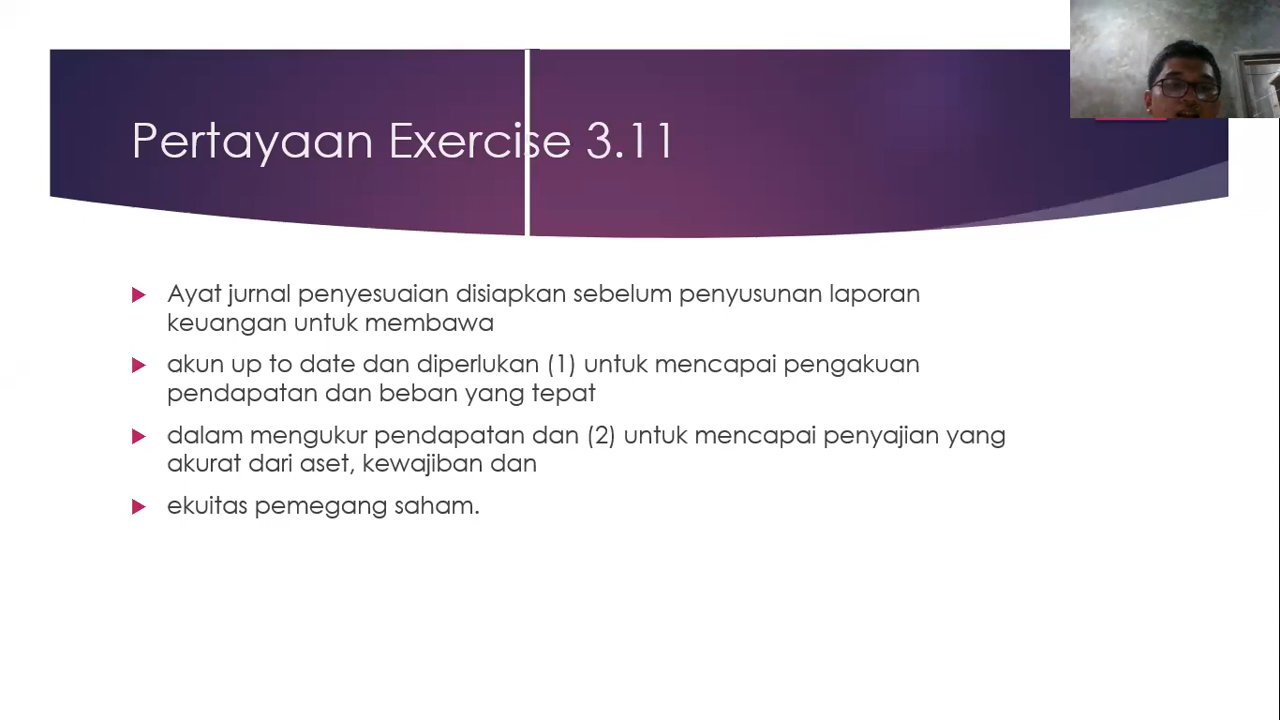 Pertayaan Exercise 3.11
Ayat jurnal penyesuaian disiapkan sebelum penyusunan laporan
keuangan untuk membawa
akun up to date dan diperlukan (1) untuk mencapai pengakuan
pendapatan dan beban yang tepat
dalam mengukur pendapatan dan (2) untuk mencapai penyajian yang
akurat dari aset, kewajiban dan
ekuitas pemegang saham.